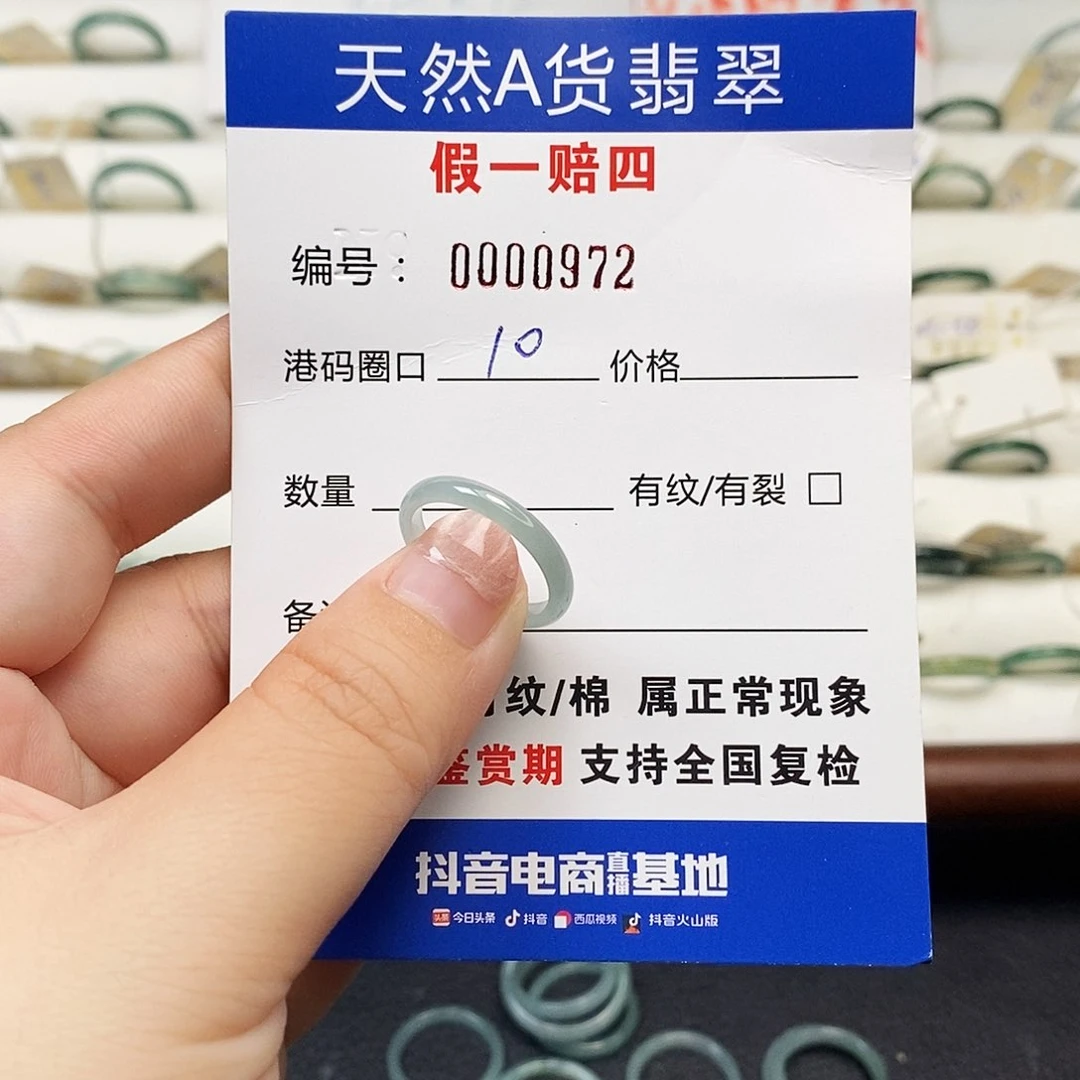 天然A货翡翠
假一赔四
编号： 0000972
港码圈口 10 价格
数量 有纹/有裂 □
备
纹/棉 属正常现象
鉴赏期 支持全国复检
抖音电商直播基地
头条 今日头条 抖音 西瓜视频 抖音火山版